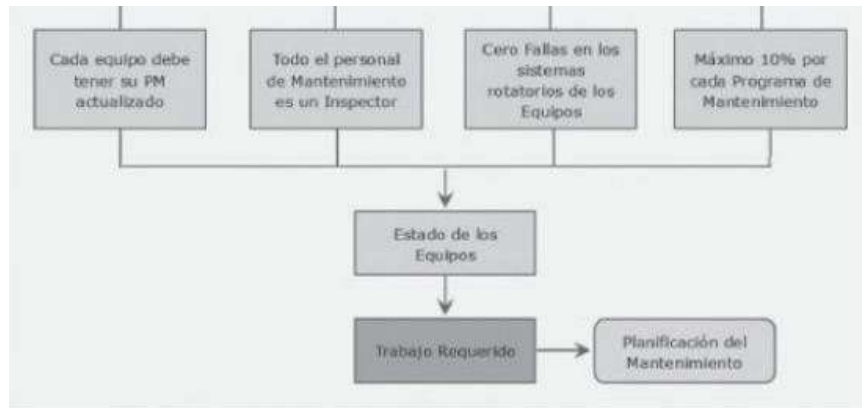 Cada equipo debe
tener su PM
actualizado
Todo el personal
de Mantenimiento
es un Inspector
Cero Fallas en los
sistemas
rotatorios de los
Equipos
Máximo 10% por
cada Programa de
Mantenimiento
Estado de los
Equipos
Trabajo Requerido
Planificación del
Mantenimiento